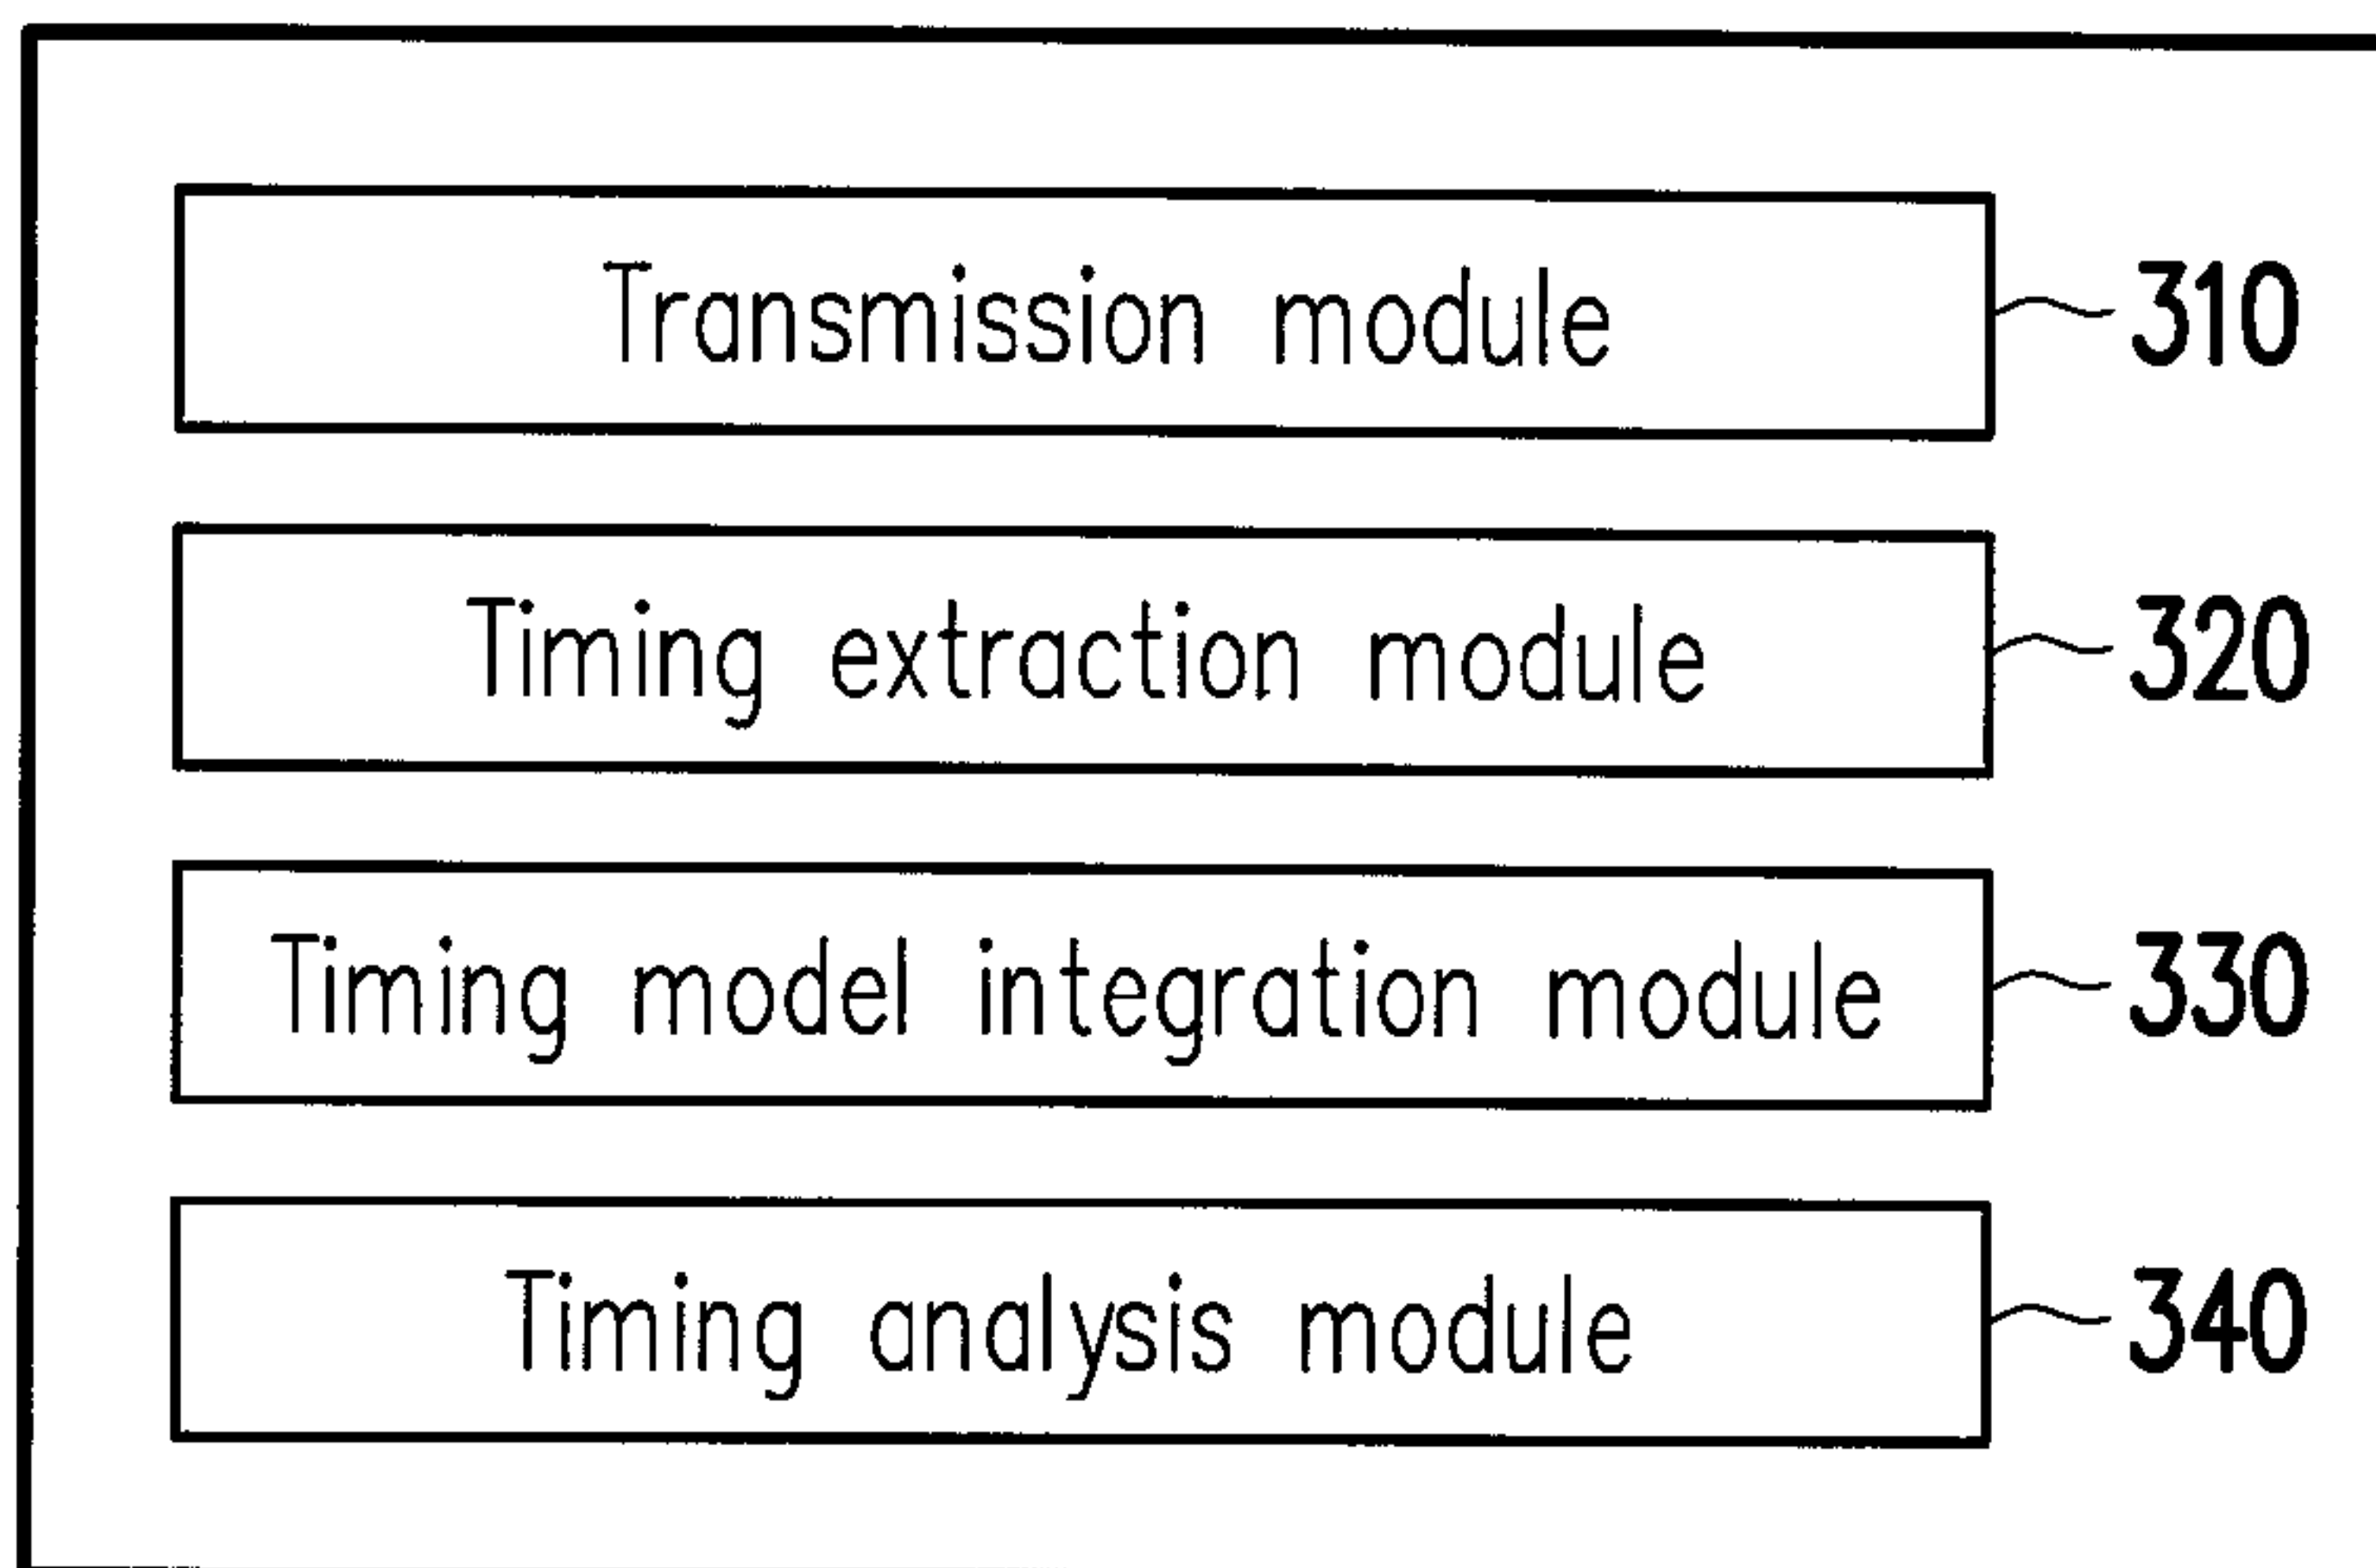 Transmission module 310
Timing extraction module 320
Timing model integration module 330
Timing analysis module 340